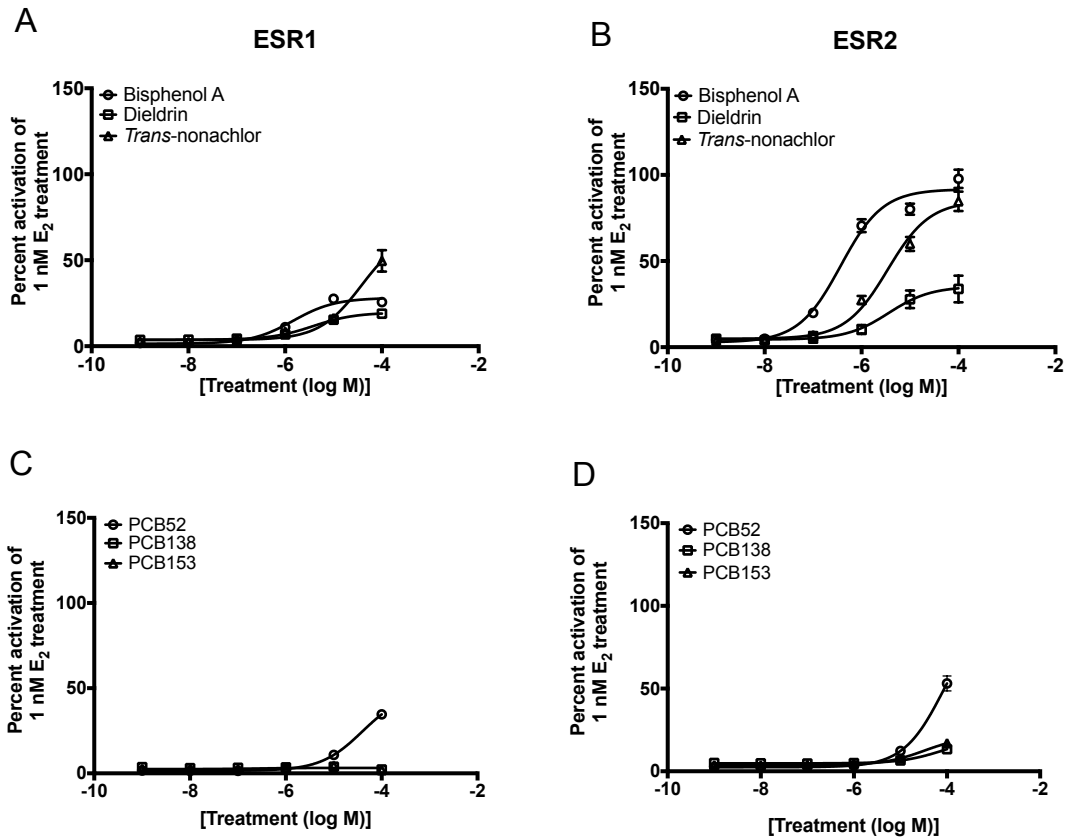 A
ESR1
Percent activation of
1 nM E₂ treatment
150
100
50
0
Bisphenol A
Dieldrin
Trans-nonachlor
-10
-8
-6
-4
-2
[Treatment (log M)]
B
ESR2
Percent activation of
1 nM E₂ treatment
150
100
50
0
Bisphenol A
Dieldrin
Trans-nonachlor
-10
-8
-6
-4
-2
[Treatment (log M)]
C
Percent activation of
1 nM E₂ treatment
150
100
50
0
PCB52
PCB138
PCB153
-10
-8
-6
-4
-2
[Treatment (log M)]
D
Percent activation of
1 nM E₂ treatment
150
100
50
0
PCB52
PCB138
PCB153
-10
-8
-6
-4
-2
[Treatment (log M)]